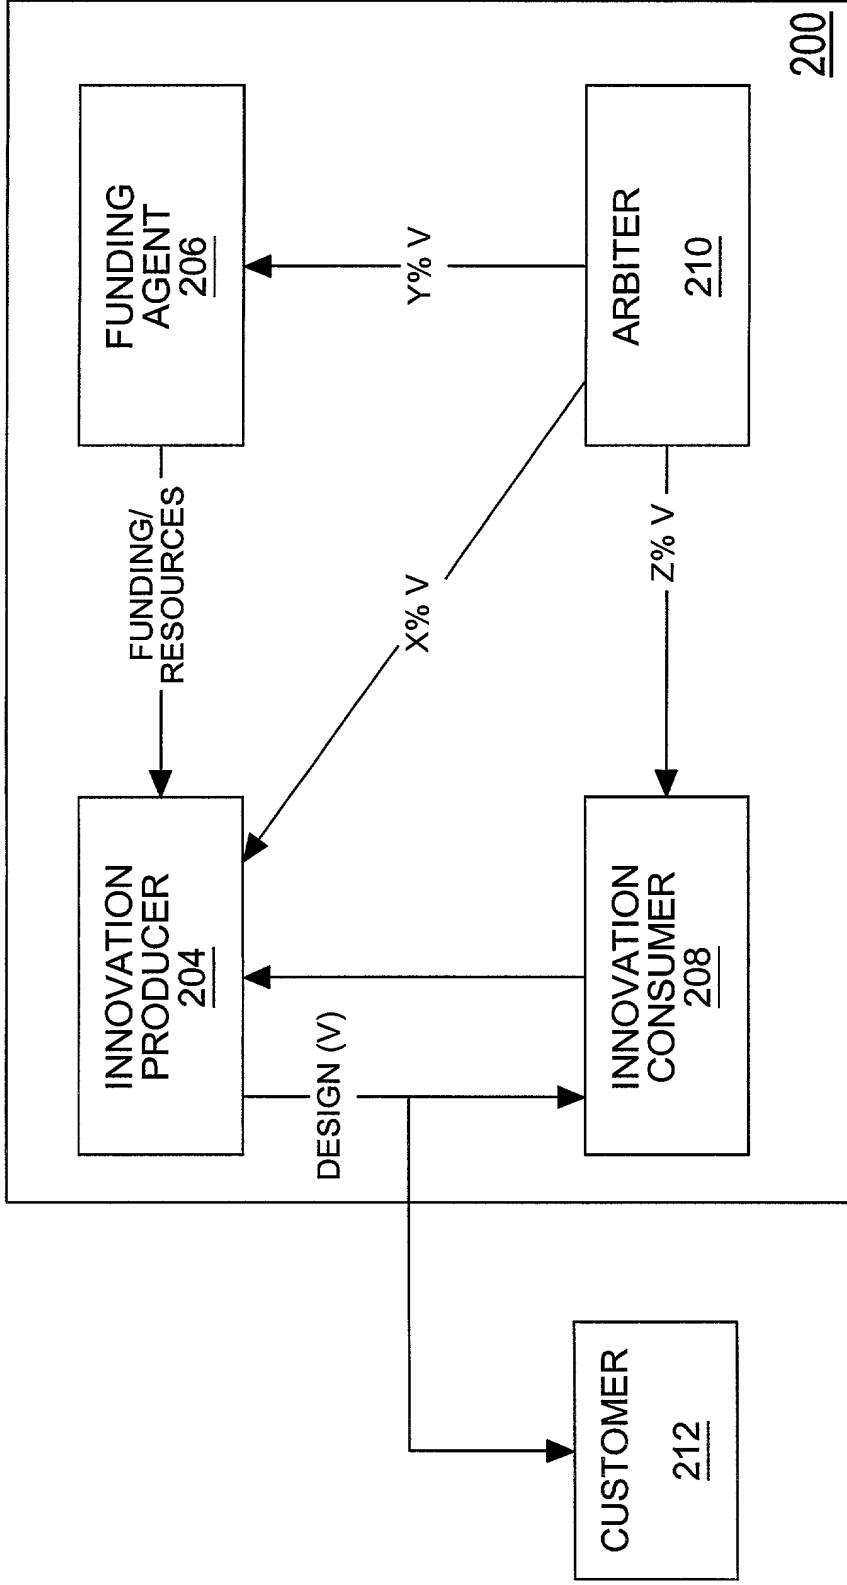 INNOVATION
PRODUCER
204
FUNDING/
RESOURCES
FUNDING
AGENT
206
DESIGN (V)
X% V
Y% V
CUSTOMER
212
INNOVATION
CONSUMER
208
Z% V
ARBITER
210
200